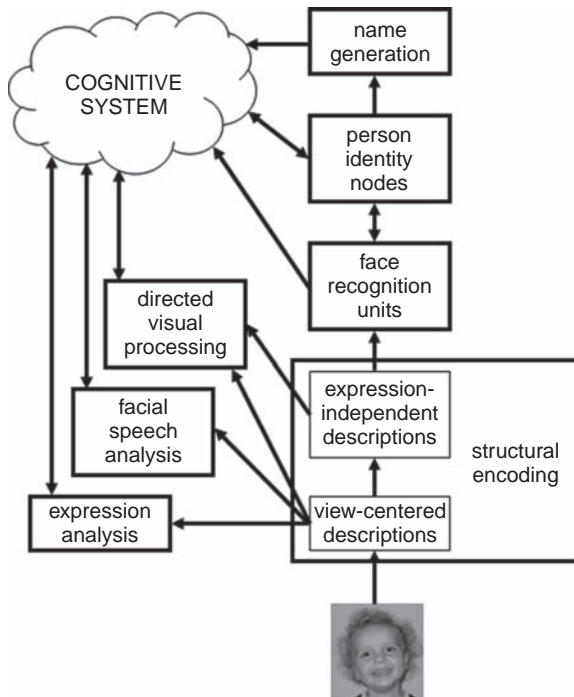 name
generation
COGNITIVE
SYSTEM
person
identity
nodes
face
recognition
units
directed
visual
processing
expression-
independent
descriptions
facial
speech
analysis
structural
encoding
expression
analysis
view-centered
descriptions